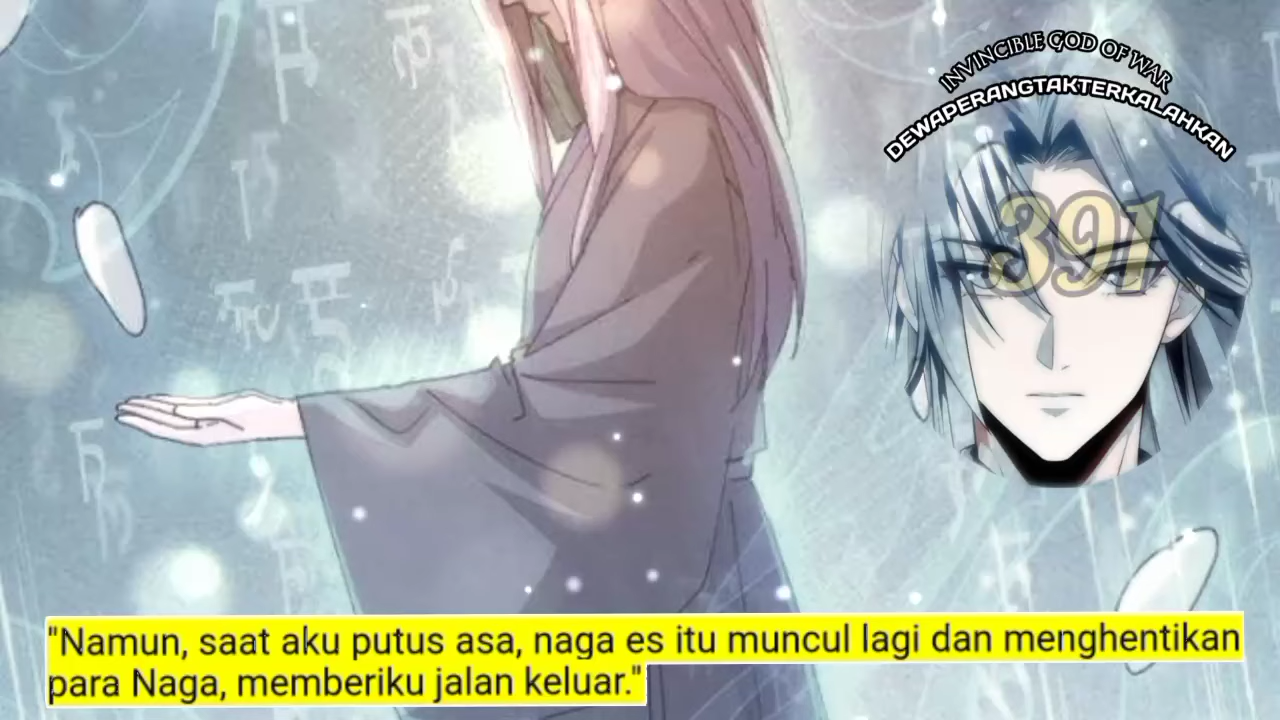 INVINCIBLE GOD OF WAR
DEWAPERANGTAKTERKALAHKAN
391
"Namun, saat aku putus asa, naga es itu muncul lagi dan menghentikan
para Naga, memberiku jalan keluar."